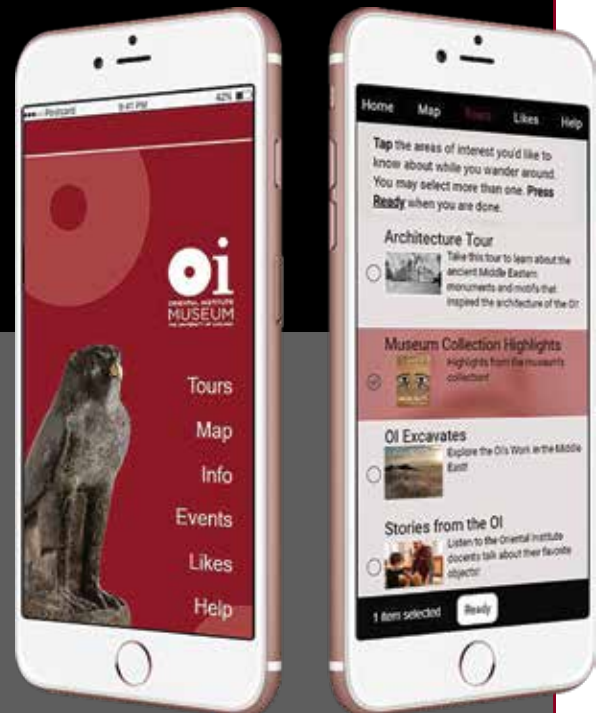 Postcard 9:41 PM 42%
oi
ORIENTAL INSTITUTE
MUSEUM
THE UNIVERSITY OF CHICAGO
Tours
Map
Info
Events
Likes
Help
Home Map Tours Likes Help
Tap the areas of interest you'd like to
know about while you wander around.
You may select more than one. Press
Ready when you are done.
Architecture Tour
Take this tour to learn about the
ancient Middle Eastern
monuments and motifs that
inspired the architecture of the OI!
Museum Collection Highlights
Highlights from the museum's
collection!
OI Excavates
Explore the OI's Work in the Middle
East!
Stories from the OI
Listen to the Oriental Institute
docents talk about their favorite
objects!
1 item selected Ready